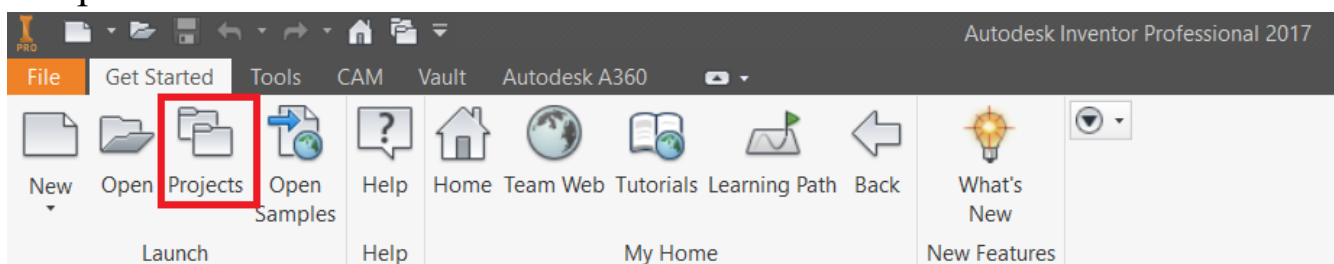 PRO
Autodesk Inventor Professional 2017
File Get Started Tools CAM Vault Autodesk A360
New Open Projects Open Samples Help Home Team Web Tutorials Learning Path Back What's New
Launch Help My Home New Features